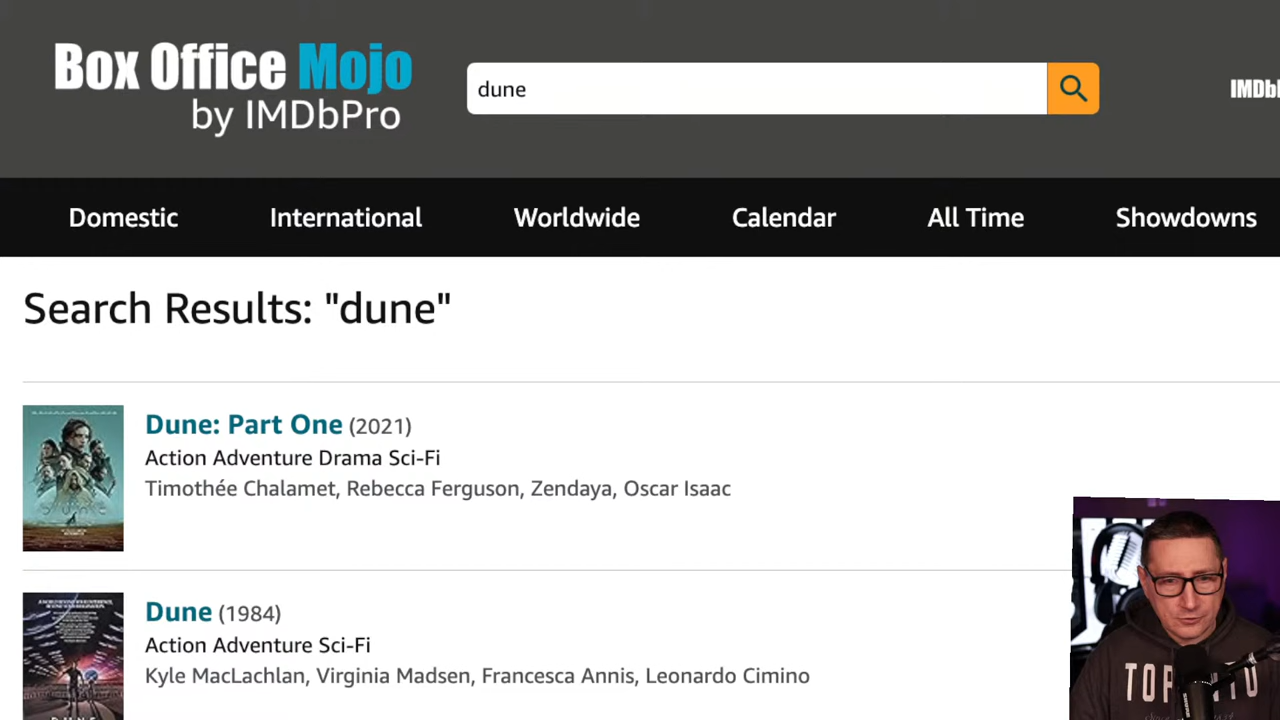 Box Office Mojo
by IMDbPro
dune
Domestic
International
Worldwide
Calendar
All Time
Showdowns
Search Results: "dune"
Dune: Part One (2021)
Action Adventure Drama Sci-Fi
Timothée Chalamet, Rebecca Ferguson, Zendaya, Oscar Isaac
Dune (1984)
Action Adventure Sci-Fi
Kyle MacLachlan, Virginia Madsen, Francesca Annis, Leonardo Cimino